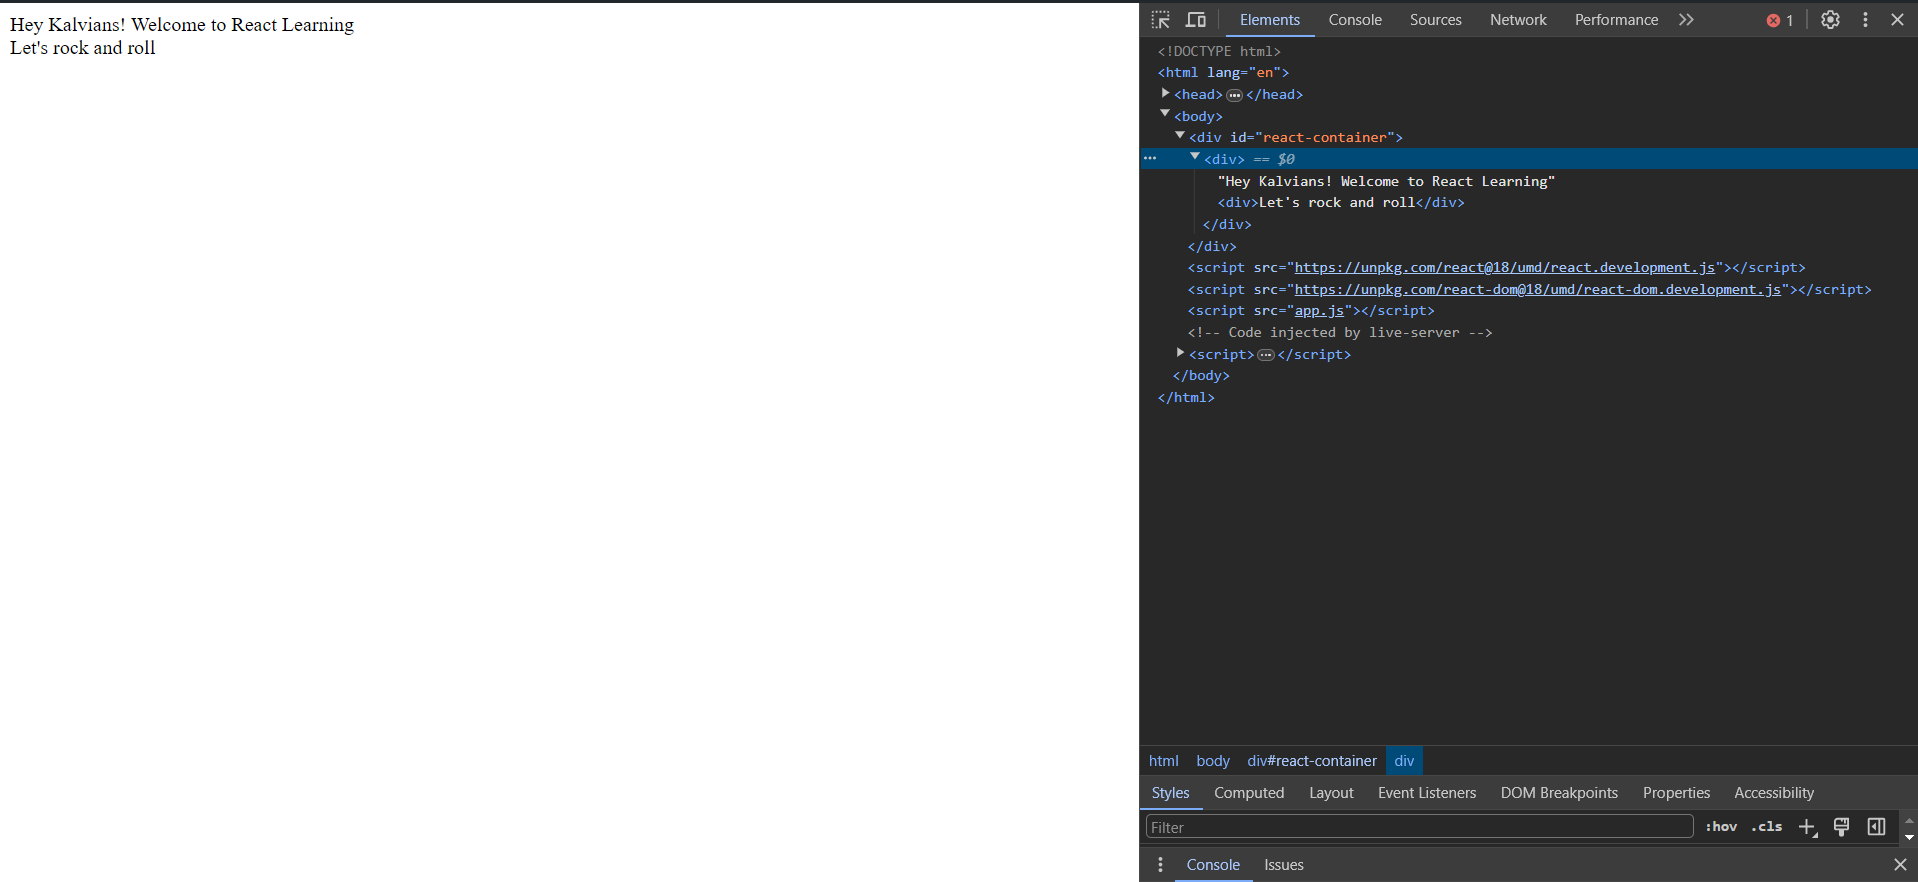 Hey Kalvians! Welcome to React Learning
Let's rock and roll
Elements Console Sources Network Performance 1
<!DOCTYPE html>
<html lang="en">
<head> ··· </head>
<body>
<div id="react-container">
··· <div> == $0
"Hey Kalvians! Welcome to React Learning"
<div>Let's rock and roll</div>
</div>
</div>
<script src="https://unpkg.com/react@18/umd/react.development.js"></script>
<script src="https://unpkg.com/react-dom@18/umd/react-dom.development.js"></script>
<script src="app.js"></script>
<!-- Code injected by live-server -->
<script> ··· </script>
</body>
</html>
html body div#react-container div
Styles Computed Layout Event Listeners DOM Breakpoints Properties Accessibility
Filter :hov .cls
Console Issues